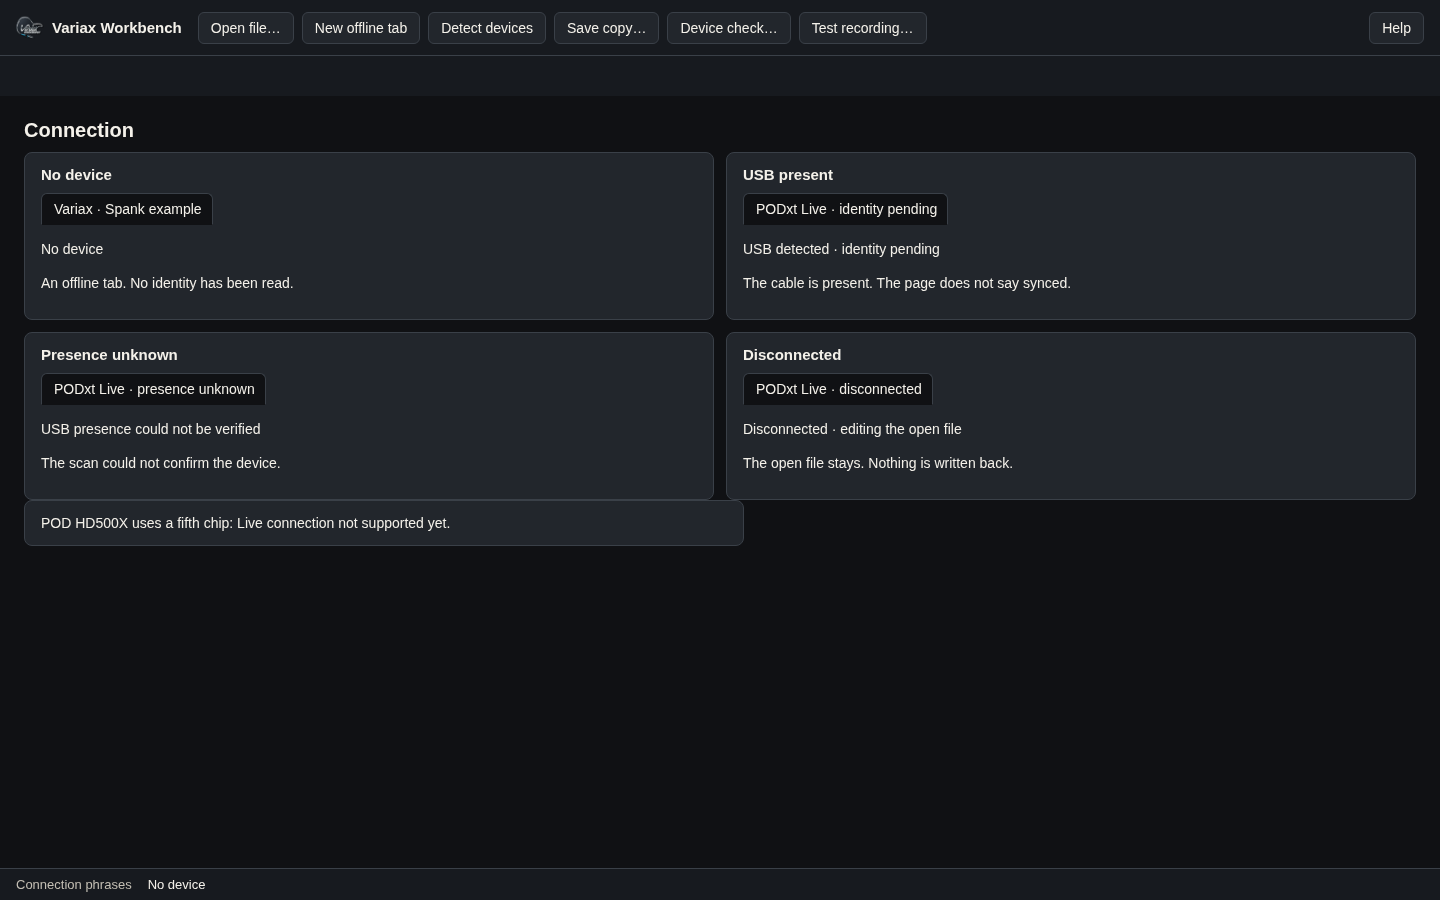 Variax Workbench Open file… New offline tab Detect devices Save copy… Device check… Test recording… Help
Connection
No device
Variax · Spank example
No device
An offline tab. No identity has been read.
USB present
PODxt Live · identity pending
USB detected · identity pending
The cable is present. The page does not say synced.
Presence unknown
PODxt Live · presence unknown
USB presence could not be verified
The scan could not confirm the device.
Disconnected
PODxt Live · disconnected
Disconnected · editing the open file
The open file stays. Nothing is written back.
POD HD500X uses a fifth chip: Live connection not supported yet.
Connection phrases No device